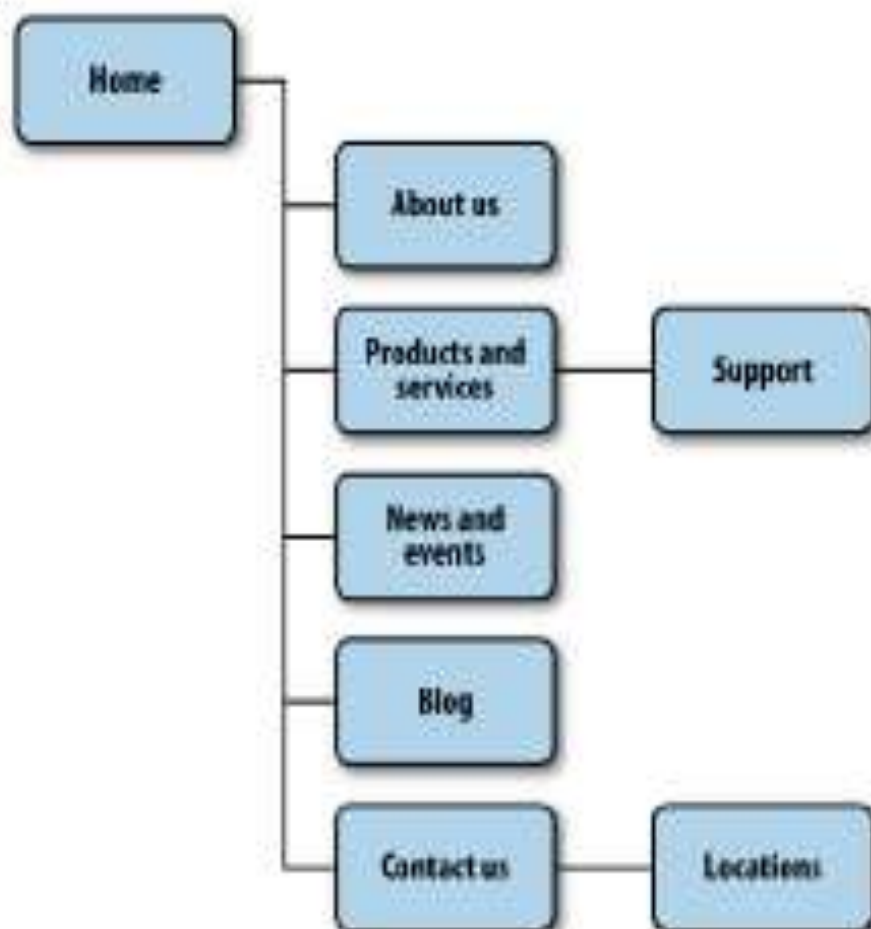 Home
About us
Products and
services
Support
News and
events
Blog
Contact us
Locations